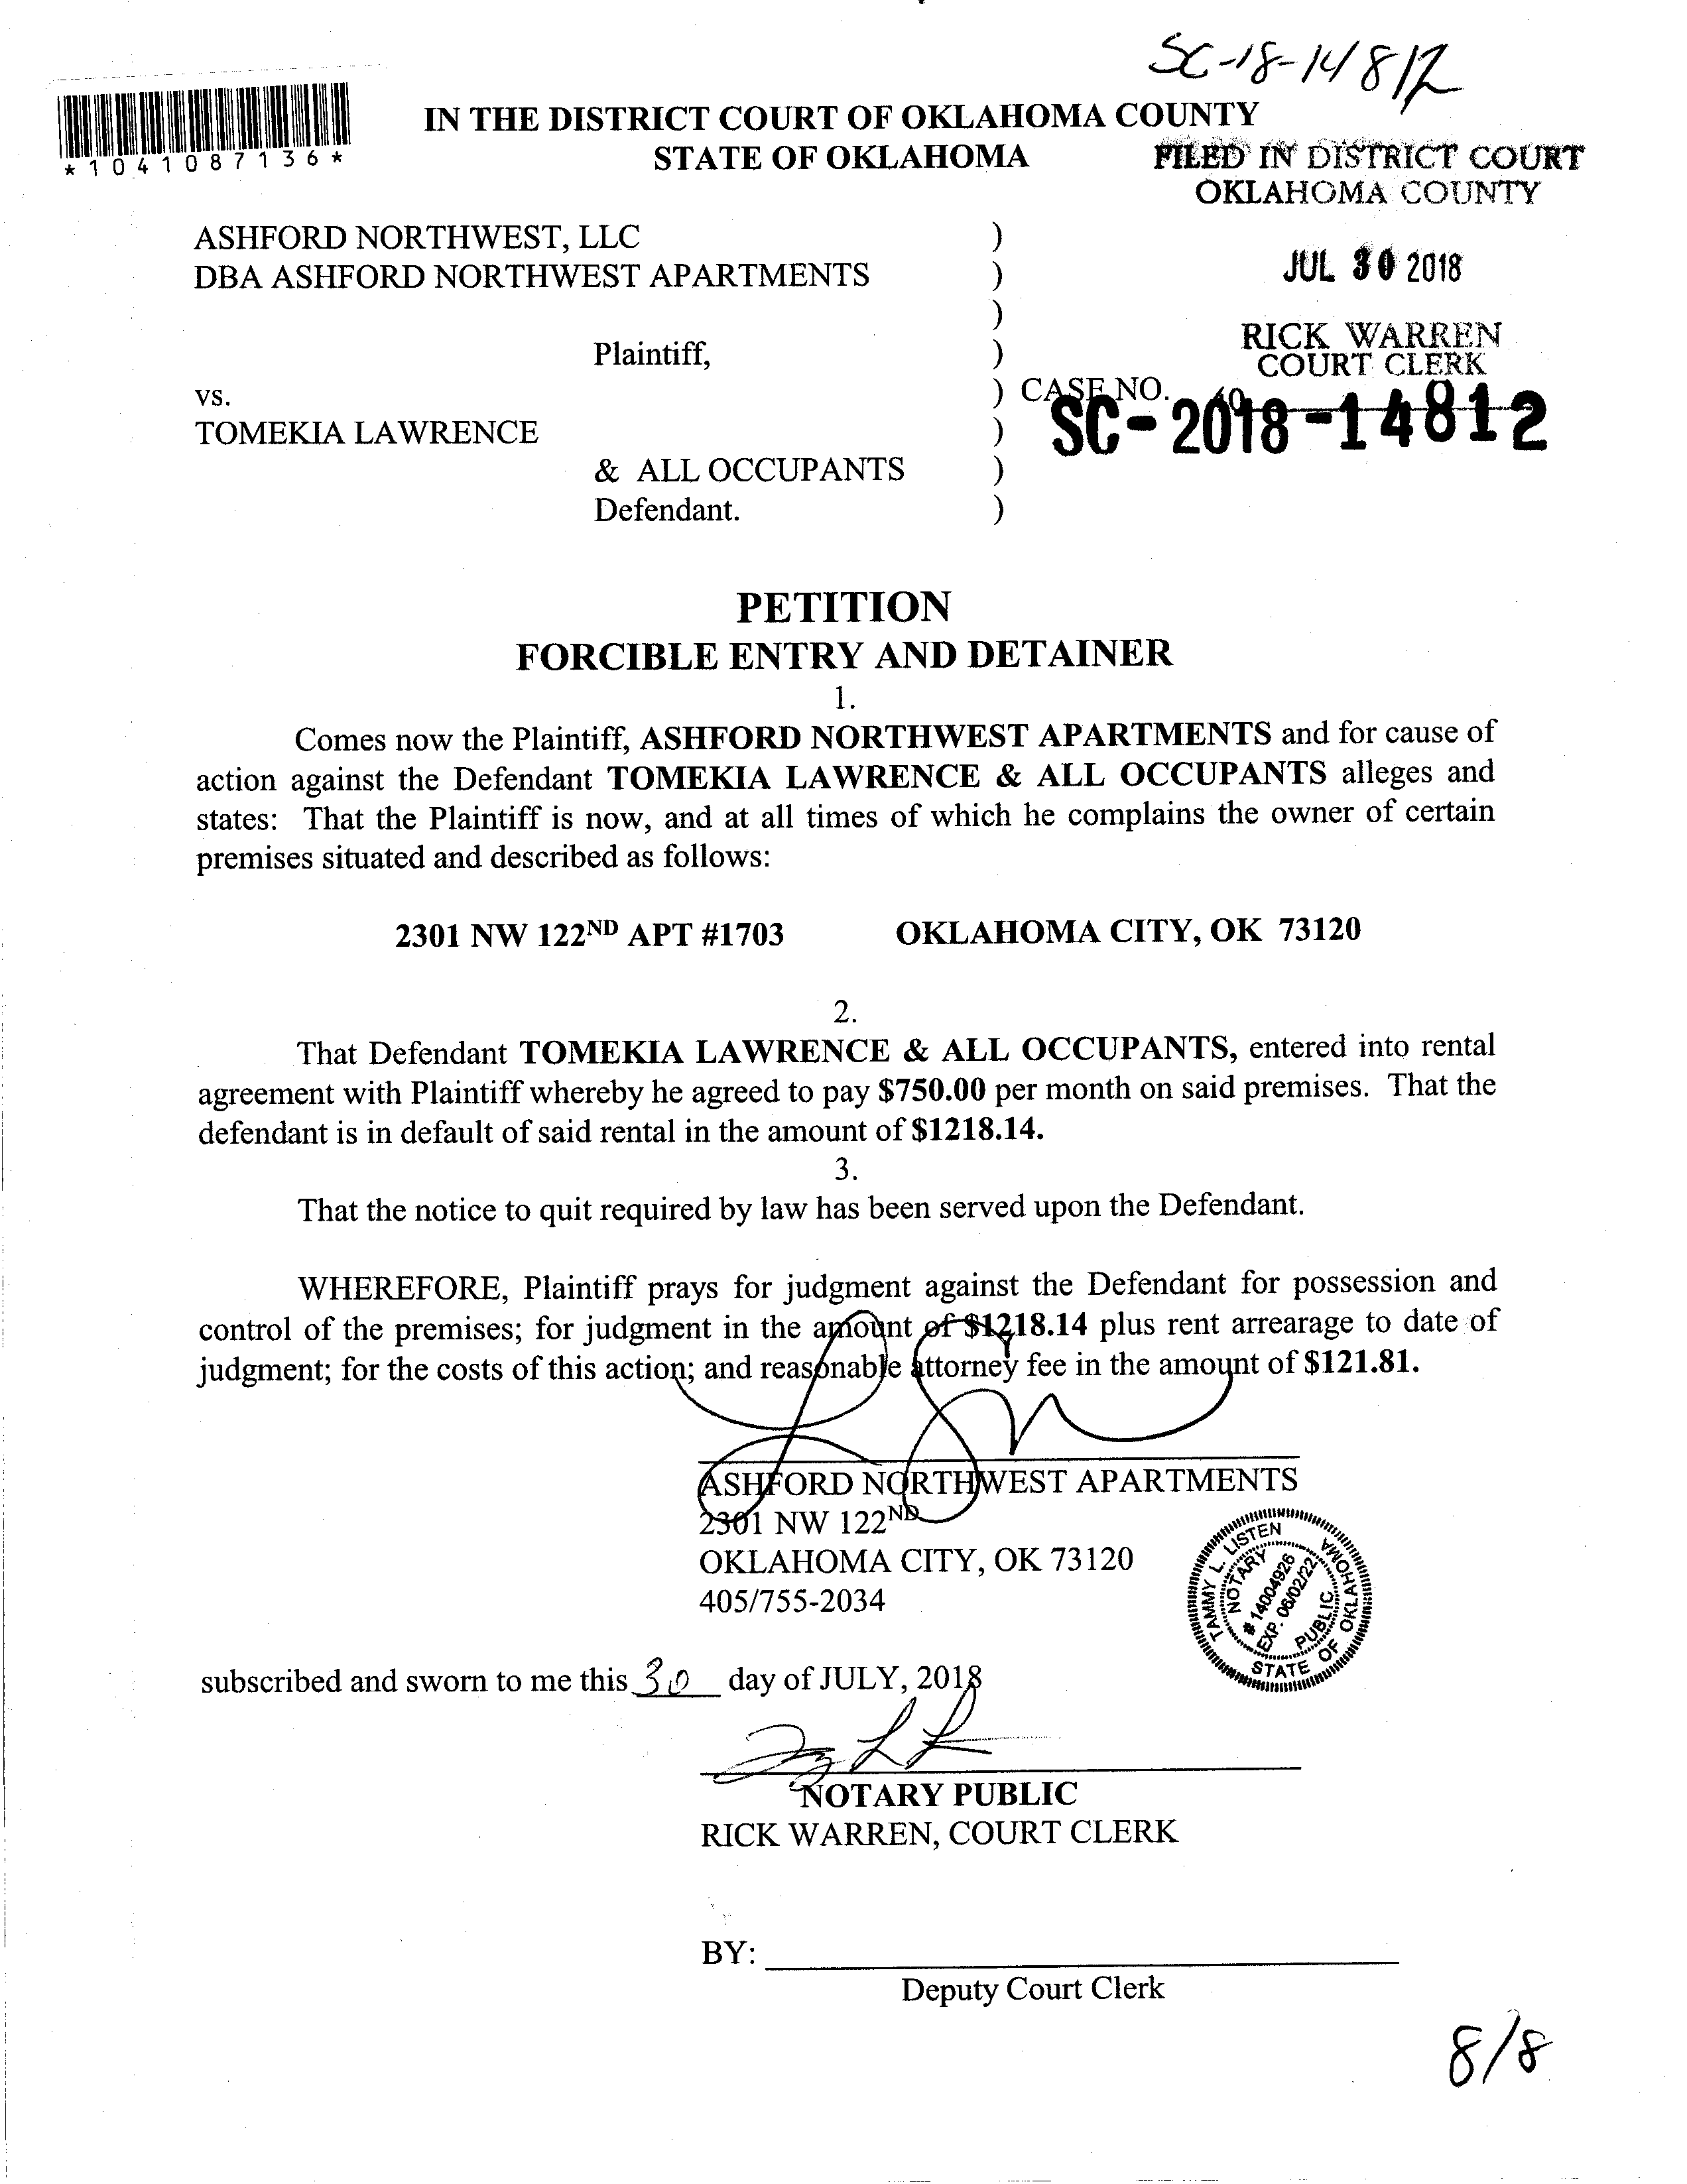 SC-18-14812
*1041087136*
IN THE DISTRICT COURT OF OKLAHOMA COUNTY
STATE OF OKLAHOMA
FILED IN DISTRICT COURT
OKLAHOMA COUNTY
JUL 30 2018
RICK WARREN
COURT CLERK
ASHFORD NORTHWEST, LLC )
DBA ASHFORD NORTHWEST APARTMENTS )
)
Plaintiff, )
vs. ) CASE NO.
SC-2018-14812
TOMEKIA LAWRENCE )
& ALL OCCUPANTS )
Defendant. )
PETITION
FORCIBLE ENTRY AND DETAINER
1.
Comes now the Plaintiff, ASHFORD NORTHWEST APARTMENTS and for cause of
action against the Defendant TOMEKIA LAWRENCE & ALL OCCUPANTS alleges and
states: That the Plaintiff is now, and at all times of which he complains the owner of certain
premises situated and described as follows:
2301 NW 122ND APT #1703 OKLAHOMA CITY, OK 73120
2.
That Defendant TOMEKIA LAWRENCE & ALL OCCUPANTS, entered into rental
agreement with Plaintiff whereby he agreed to pay $750.00 per month on said premises. That the
defendant is in default of said rental in the amount of $1218.14.
3.
That the notice to quit required by law has been served upon the Defendant.
WHEREFORE, Plaintiff prays for judgment against the Defendant for possession and
control of the premises; for judgment in the amount of $1218.14 plus rent arrearage to date of
judgment; for the costs of this action; and reasonable attorney fee in the amount of $121.81.
ASHFORD NORTHWEST APARTMENTS
2301 NW 122ND
OKLAHOMA CITY, OK 73120
405/755-2034
TAMMY L. LISTEN
NOTARY
# 14004926
EXP. 06/02/22
PUBLIC
STATE OF OKLAHOMA
subscribed and sworn to me this 30 day of JULY, 2018
NOTARY PUBLIC
RICK WARREN, COURT CLERK
BY:
Deputy Court Clerk
8/8